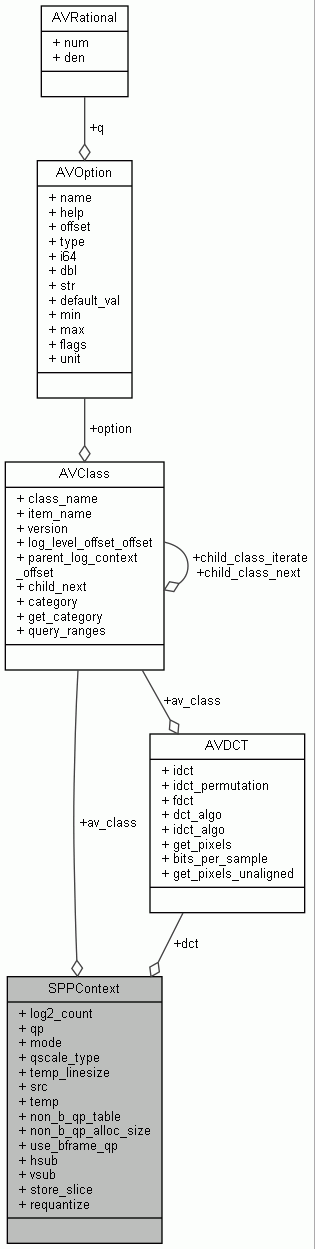 AVRational
+ num
+ den
+q
AVOption
+ name
+ help
+ offset
+ type
+ i64
+ dbl
+ str
+ default_val
+ min
+ max
+ flags
+ unit
+option
AVClass
+ class_name
+ item_name
+ version
+ log_level_offset_offset
+ parent_log_context
_offset
+ child_next
+ category
+ get_category
+ query_ranges
+child_class_iterate
+child_class_next
+av_class
AVDCT
+ idct
+ idct_permutation
+ fdct
+ dct_algo
+ idct_algo
+ get_pixels
+ bits_per_sample
+ get_pixels_unaligned
+av_class
+dct
SPPContext
+ log2_count
+ qp
+ mode
+ qscale_type
+ temp_linesize
+ src
+ temp
+ non_b_qp_table
+ non_b_qp_alloc_size
+ use_bframe_qp
+ hsub
+ vsub
+ store_slice
+ requantize